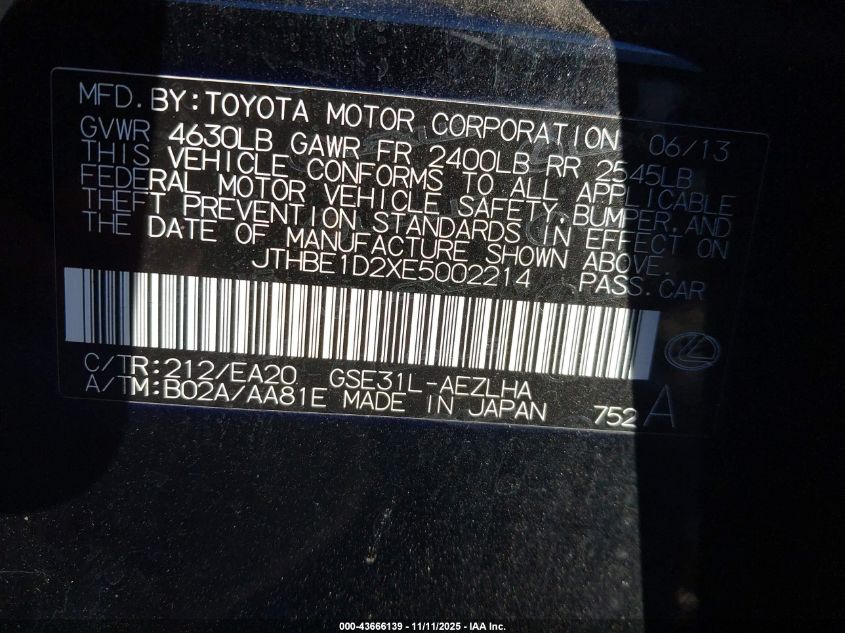 MFD. BY: TOYOTA MOTOR CORPORATION 06/13
GVWR 4630LB GAWR FR 2400LB RR 2545LB
THIS VEHICLE CONFORMS TO ALL APPLICABLE
FEDERAL MOTOR VEHICLE SAFETY, BUMPER, AND
THEFT PREVENTION STANDARDS IN EFFECT ON
THE DATE OF MANUFACTURE SHOWN ABOVE.
JTHBE1D2XE5002214 PASS. CAR
C/TR: 212/EA20 GSE31L-AEZLHA
A/TM: B02A/AA81E MADE IN JAPAN 752 A
000-43666139 - 11/11/2025 - IAA Inc.